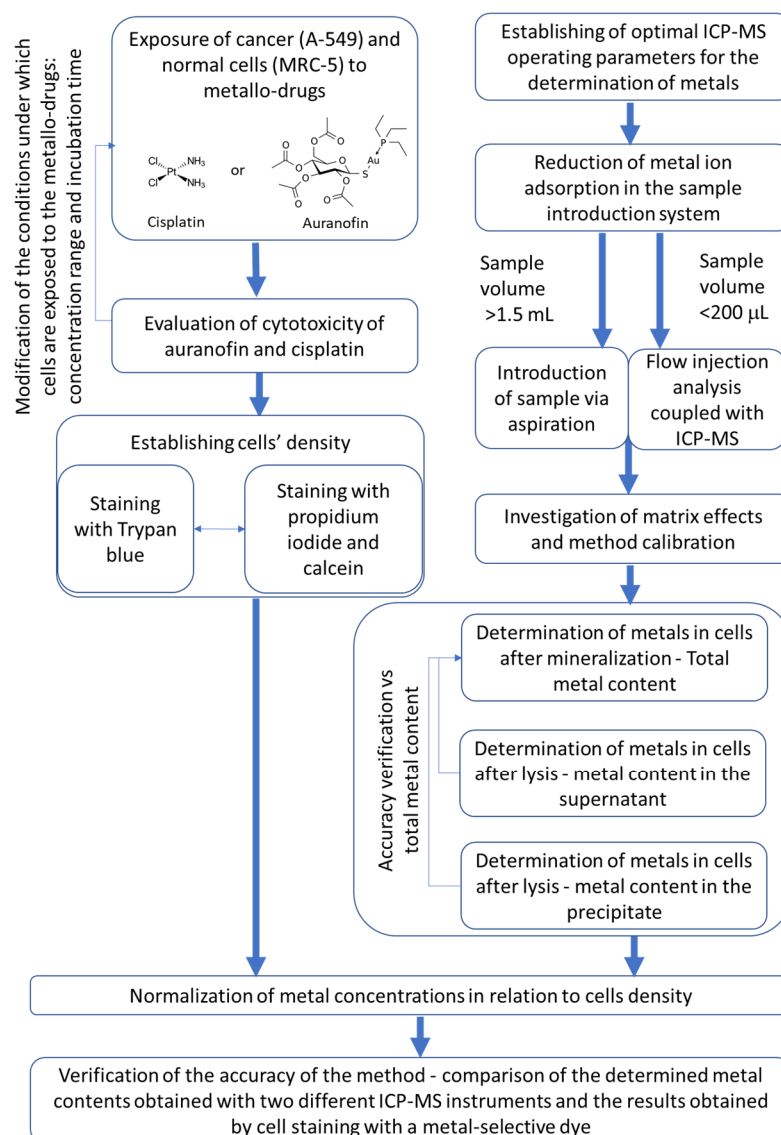 Modification of the conditions under which
cells are exposed to the metallo-drugs:
concentration range and incubation time
Exposure of cancer (A-549) and
normal cells (MRC-5) to
metallo-drugs
Cl
NH3
Pt
Cl
NH3
Cisplatin
or
O
O
O
O
O
O
O
O
O
S
Au
P
Auranofin
Evaluation of cytotoxicity of
auranofin and cisplatin
Establishing cells’ density
Staining
with Trypan
blue
Staining with
propidium
iodide and
calcein
Establishing of optimal ICP-MS
operating parameters for the
determination of metals
Reduction of metal ion
adsorption in the sample
introduction system
Sample
volume
>1.5 mL
Sample
volume
<200 µL
Introduction
of sample via
aspiration
Flow injection
analysis
coupled with
ICP-MS
Investigation of matrix effects
and method calibration
Accuracy verification vs
total metal content
Determination of metals in cells
after mineralization - Total
metal content
Determination of metals in cells
after lysis - metal content in the
supernatant
Determination of metals in cells
after lysis - metal content in the
precipitate
Normalization of metal concentrations in relation to cells density
Verification of the accuracy of the method - comparison of the determined metal
contents obtained with two different ICP-MS instruments and the results obtained
by cell staining with a metal-selective dye